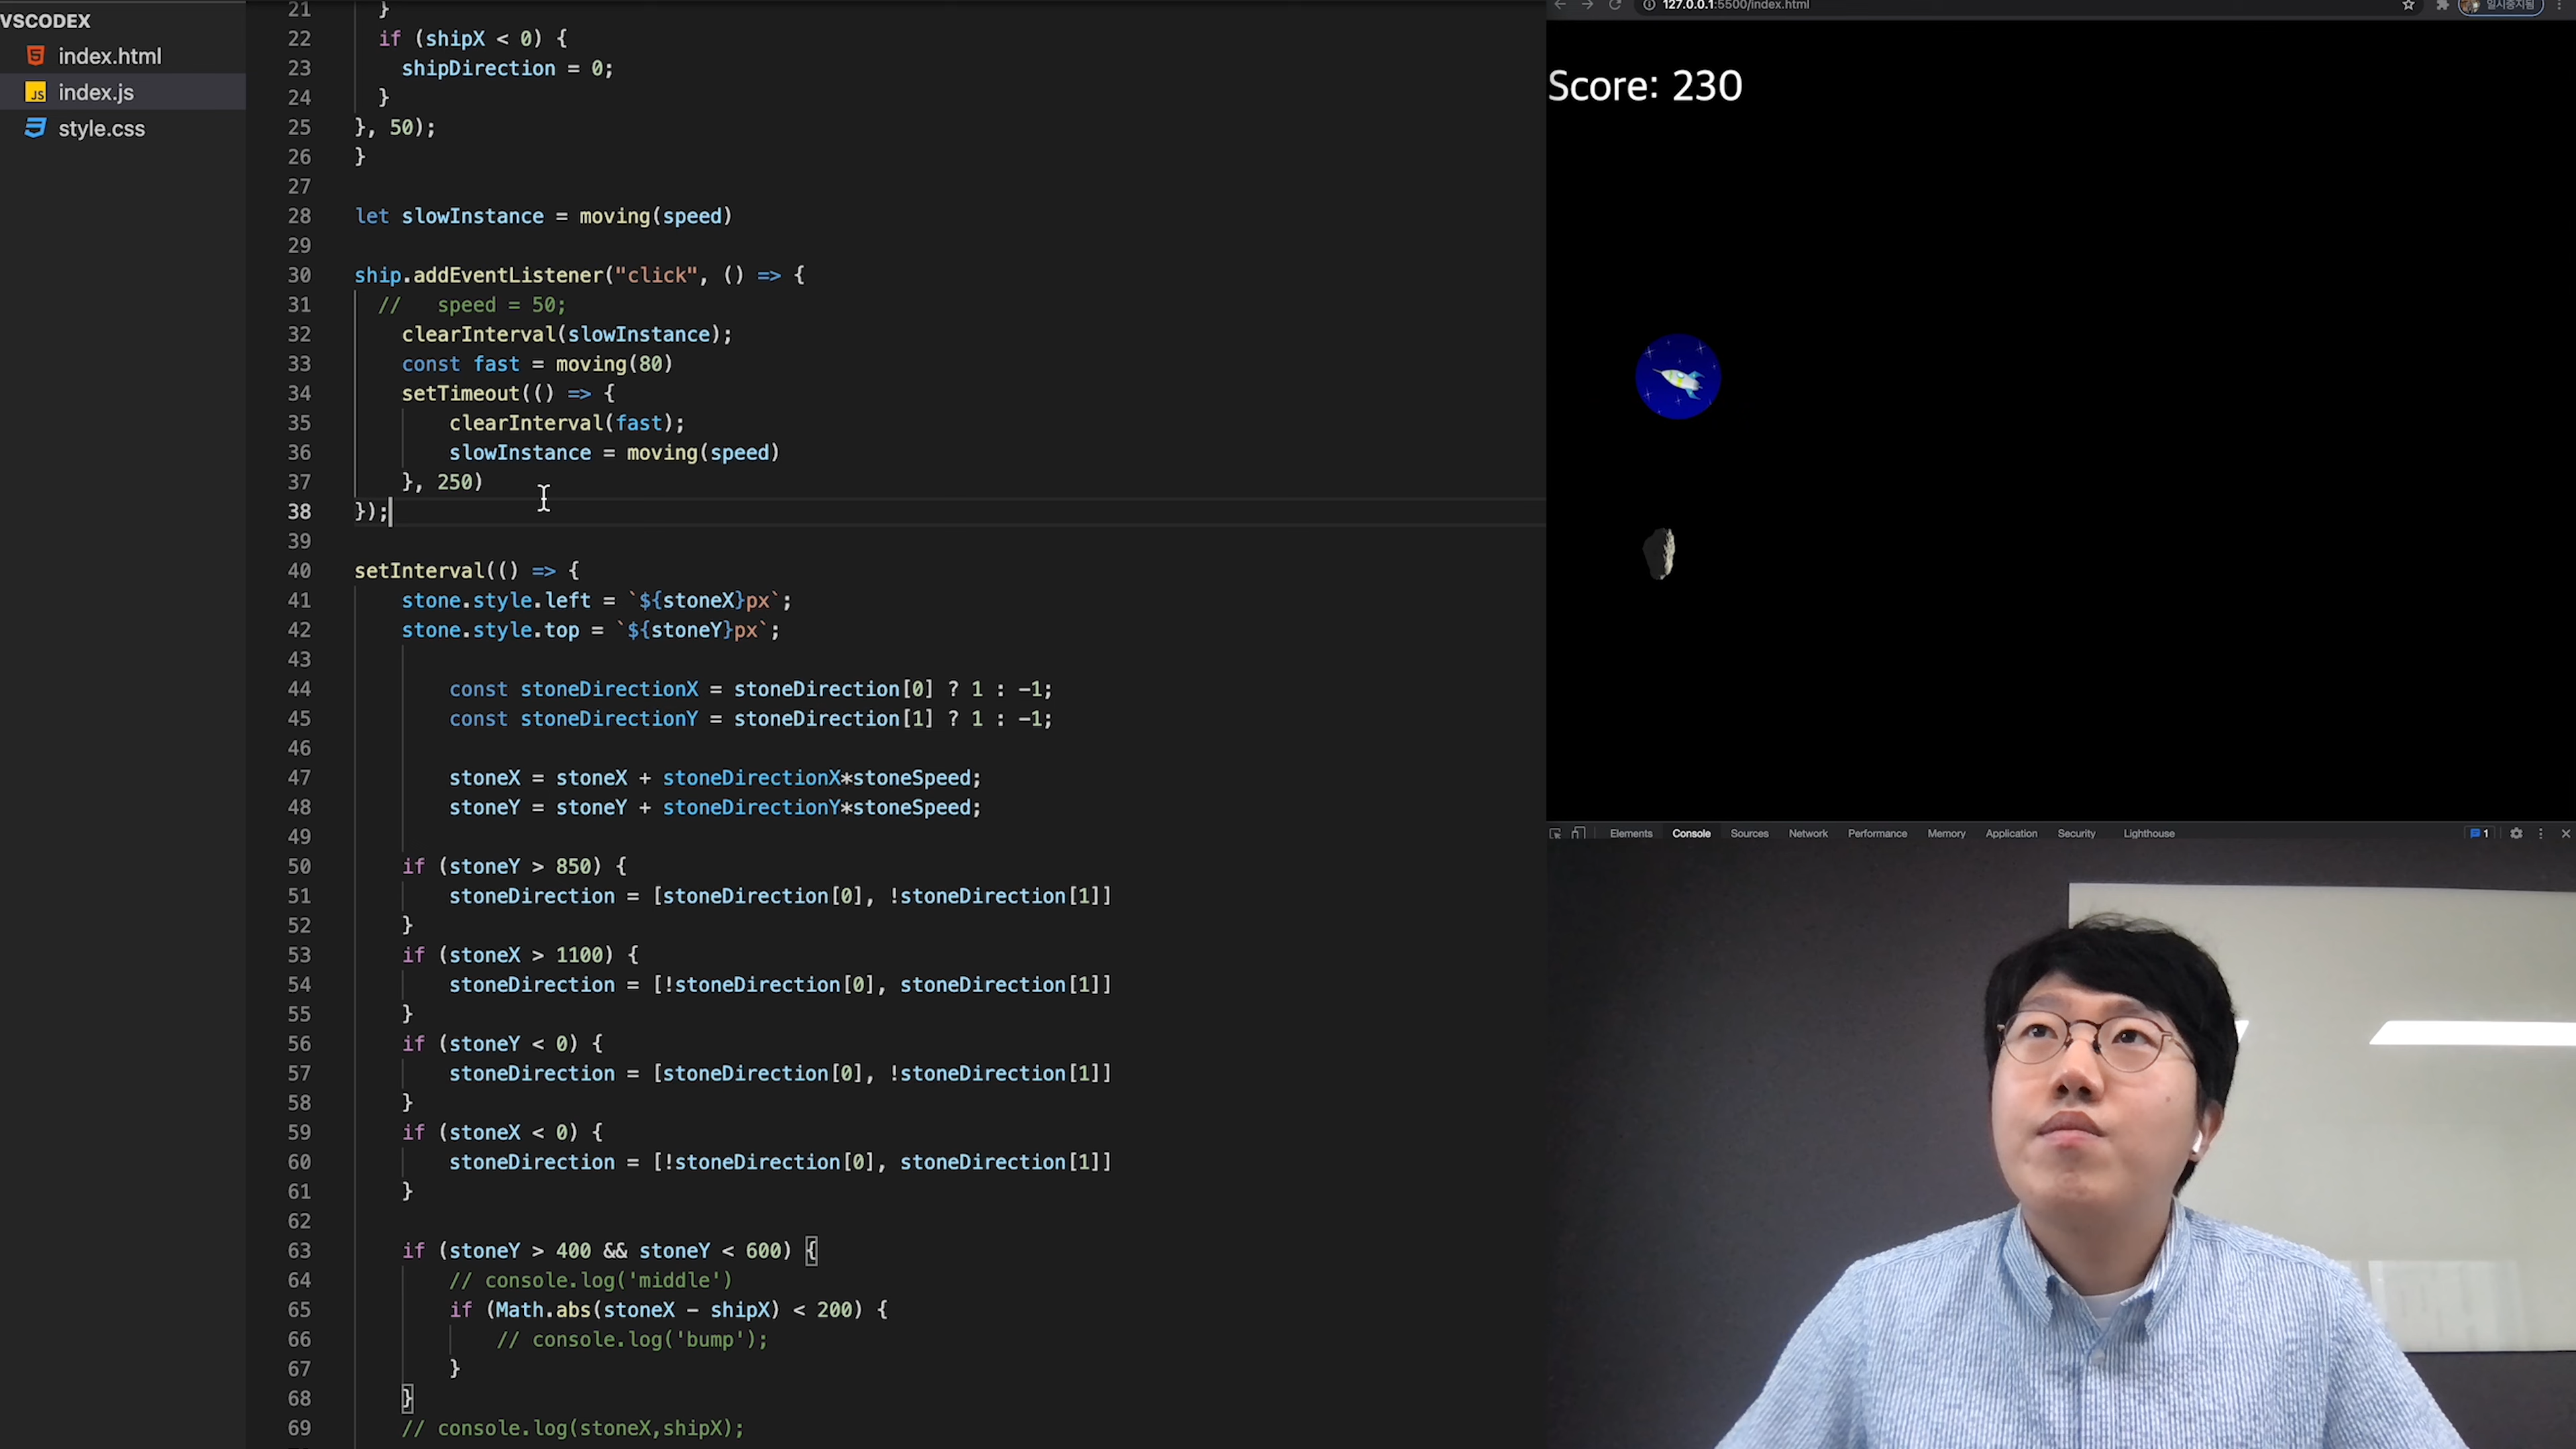 VSCODEX
index.html
index.js
style.css
21 }
22 if (shipX < 0) {
23 shipDirection = 0;
24 }
25 }, 50);
26 }
27
28 let slowInstance = moving(speed)
29
30 ship.addEventListener("click", () => {
31 // speed = 50;
32 clearInterval(slowInstance);
33 const fast = moving(80)
34 setTimeout(() => {
35 clearInterval(fast);
36 slowInstance = moving(speed)
37 }, 250)
38 });
39
40 setInterval(() => {
41 stone.style.left = `${stoneX}px`;
42 stone.style.top = `${stoneY}px`;
43
44 const stoneDirectionX = stoneDirection[0] ? 1 : -1;
45 const stoneDirectionY = stoneDirection[1] ? 1 : -1;
46
47 stoneX = stoneX + stoneDirectionX*stoneSpeed;
48 stoneY = stoneY + stoneDirectionY*stoneSpeed;
49
50 if (stoneY > 850) {
51 stoneDirection = [stoneDirection[0], !stoneDirection[1]]
52 }
53 if (stoneX > 1100) {
54 stoneDirection = [!stoneDirection[0], stoneDirection[1]]
55 }
56 if (stoneY < 0) {
57 stoneDirection = [stoneDirection[0], !stoneDirection[1]]
58 }
59 if (stoneX < 0) {
60 stoneDirection = [!stoneDirection[0], stoneDirection[1]]
61 }
62
63 if (stoneY > 400 && stoneY < 600) {
64 // console.log('middle')
65 if (Math.abs(stoneX - shipX) < 200) {
66 // console.log('bump');
67 }
68 }
69 // console.log(stoneX,shipX);
127.0.0.1:5500/index.html
일시중지됨
Score: 230
Elements Console Sources Network Performance Memory Application Security Lighthouse 1